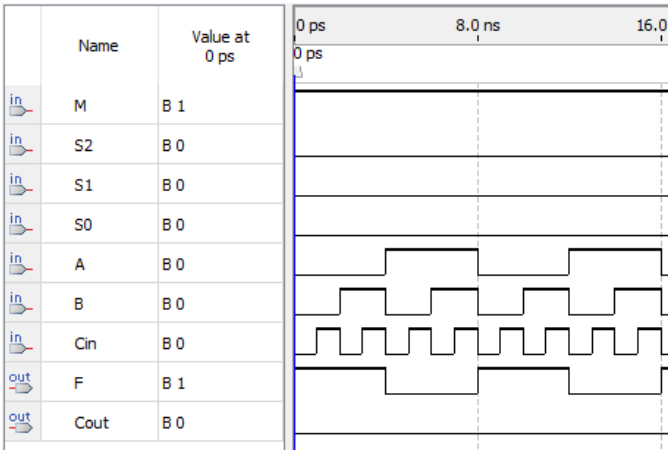 Name Value at 0 ps 0 ps 8.0 ns 16.0
0 ps
in M B 1
in S2 B 0
in S1 B 0
in S0 B 0
in A B 0
in B B 0
in Cin B 0
out F B 1
out Cout B 0